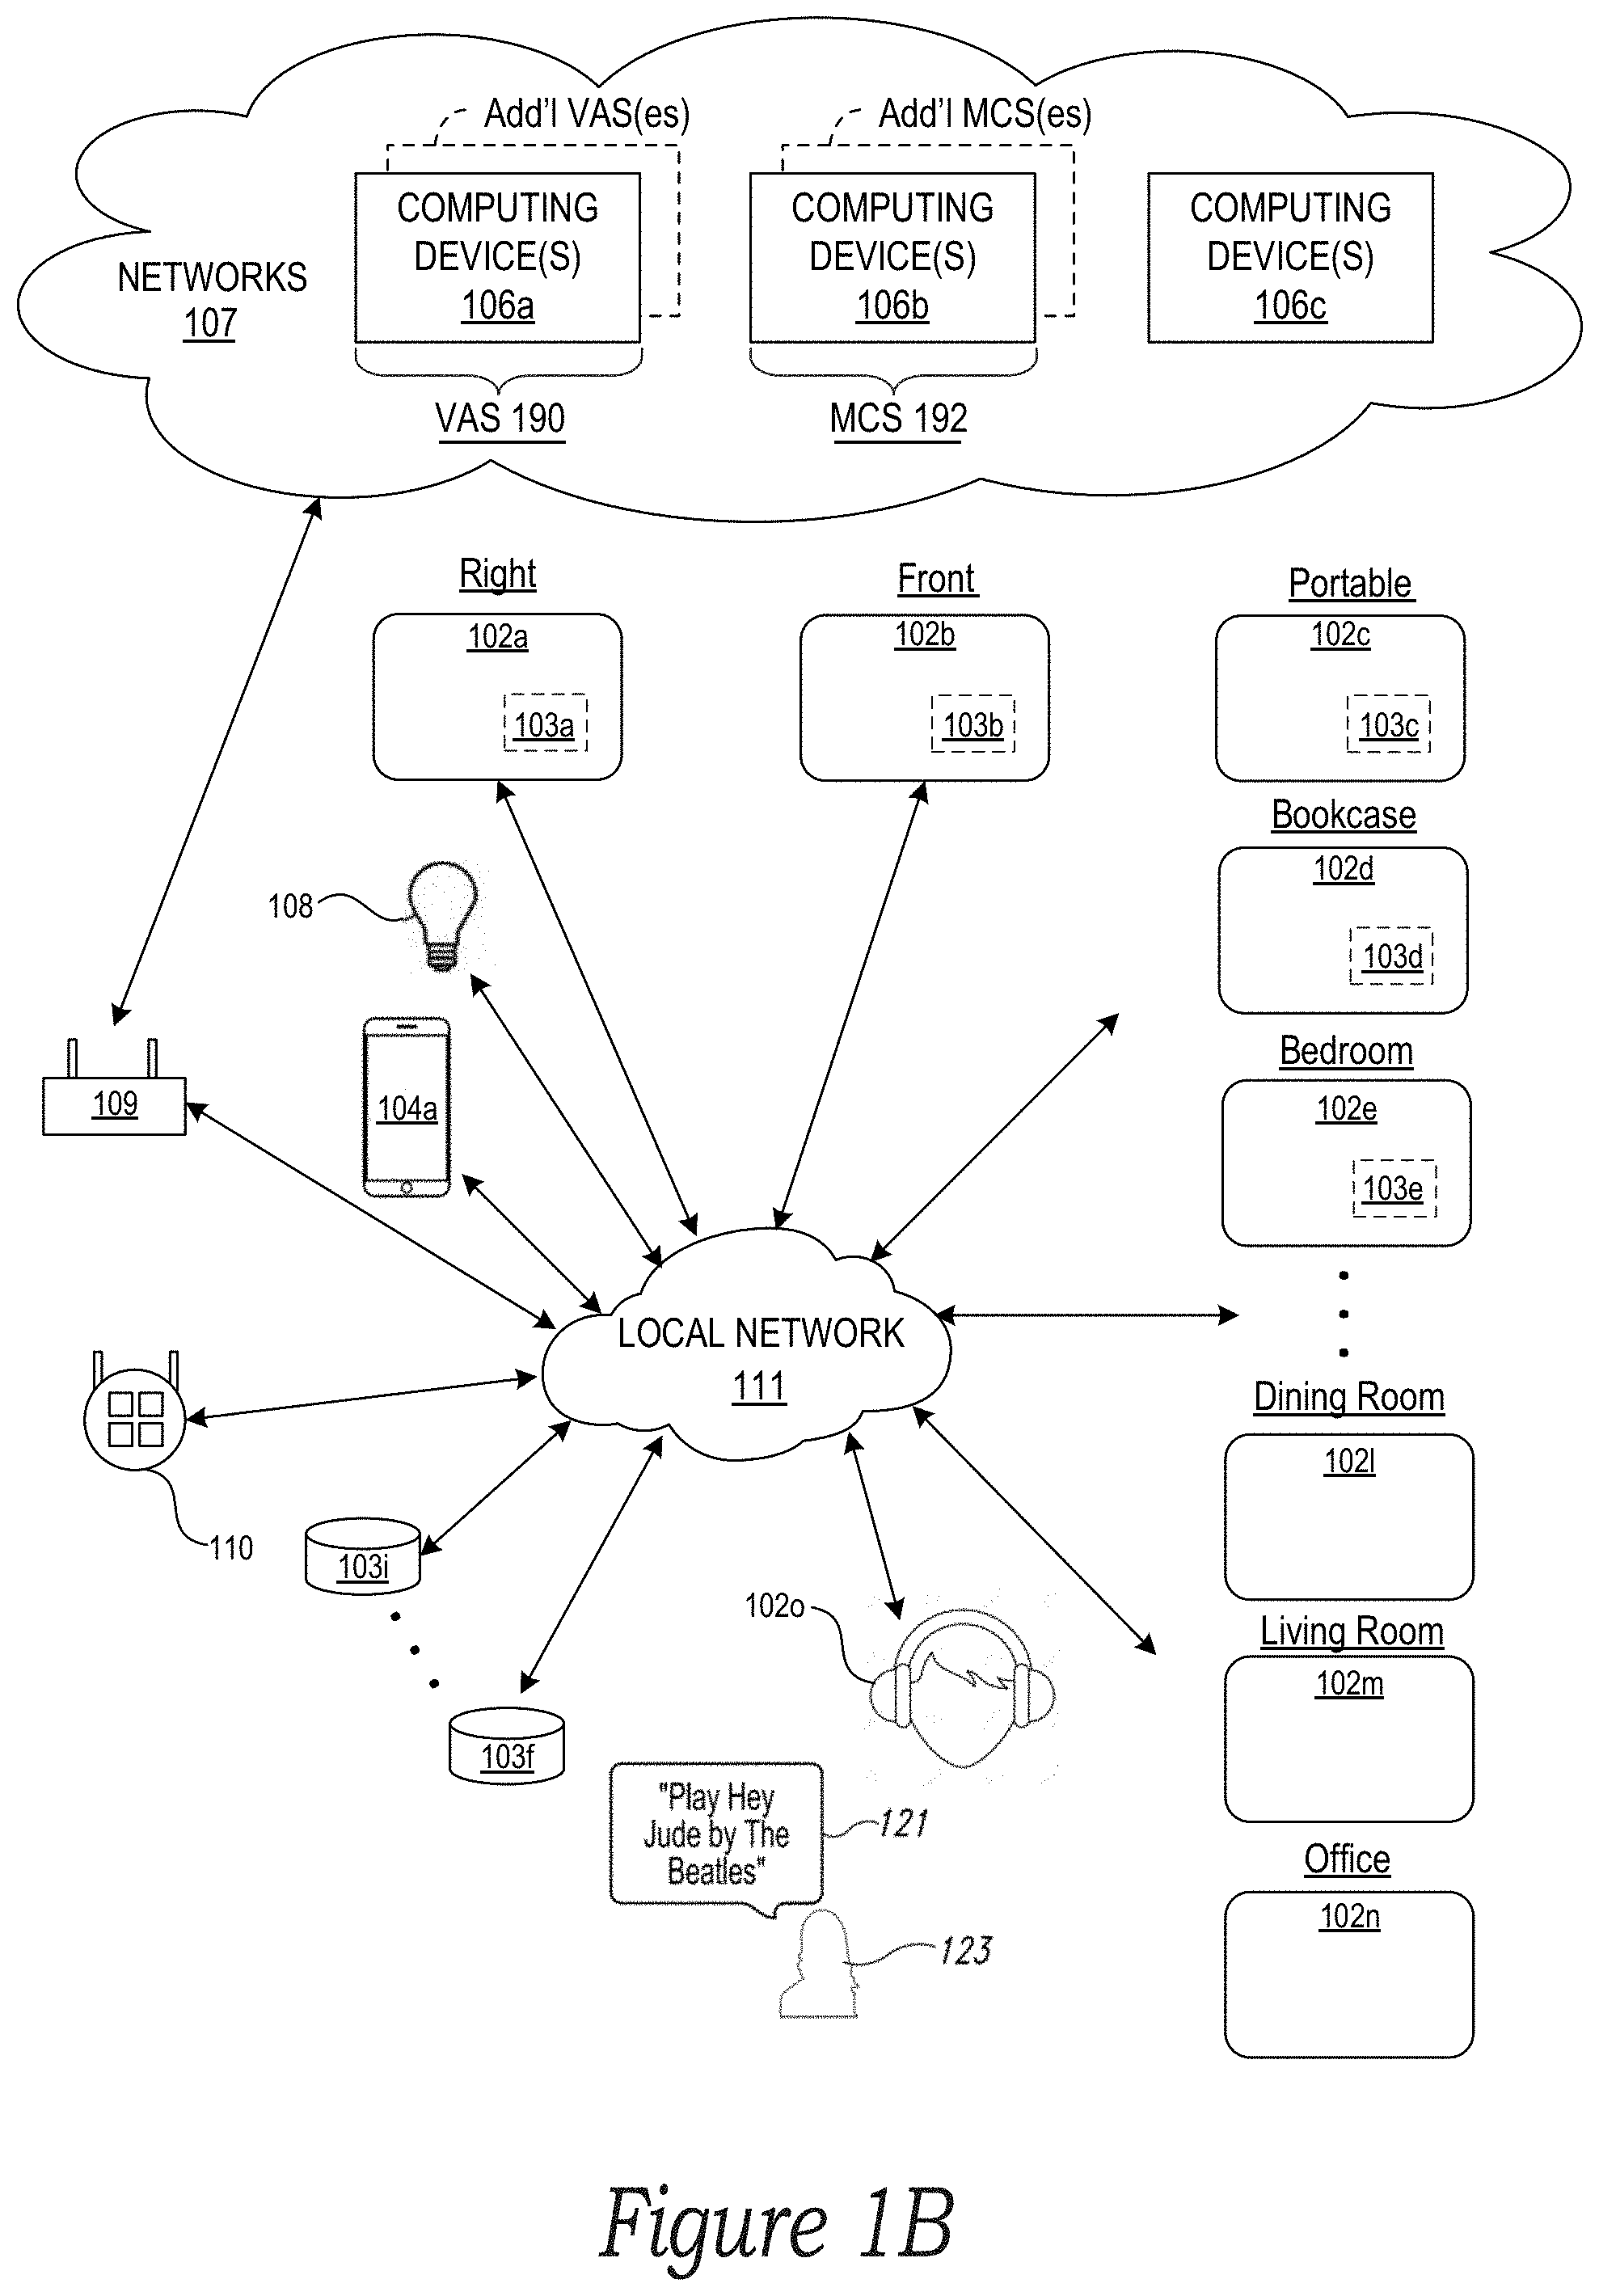 Add'l VAS(es)
Add'l MCS(es)
NETWORKS
107
COMPUTING
DEVICE(S)
106a
COMPUTING
DEVICE(S)
106b
COMPUTING
DEVICE(S)
106c
VAS 190
MCS 192
Right
102a
103a
Front
102b
103b
Portable
102c
103c
Bookcase
102d
103d
Bedroom
102e
103e
108
104a
109
LOCAL NETWORK
111
110
103i
103f
102o
Dining Room
102l
Living Room
102m
Office
102n
"Play Hey
Jude by The
Beatles"
121
123
Figure 1B